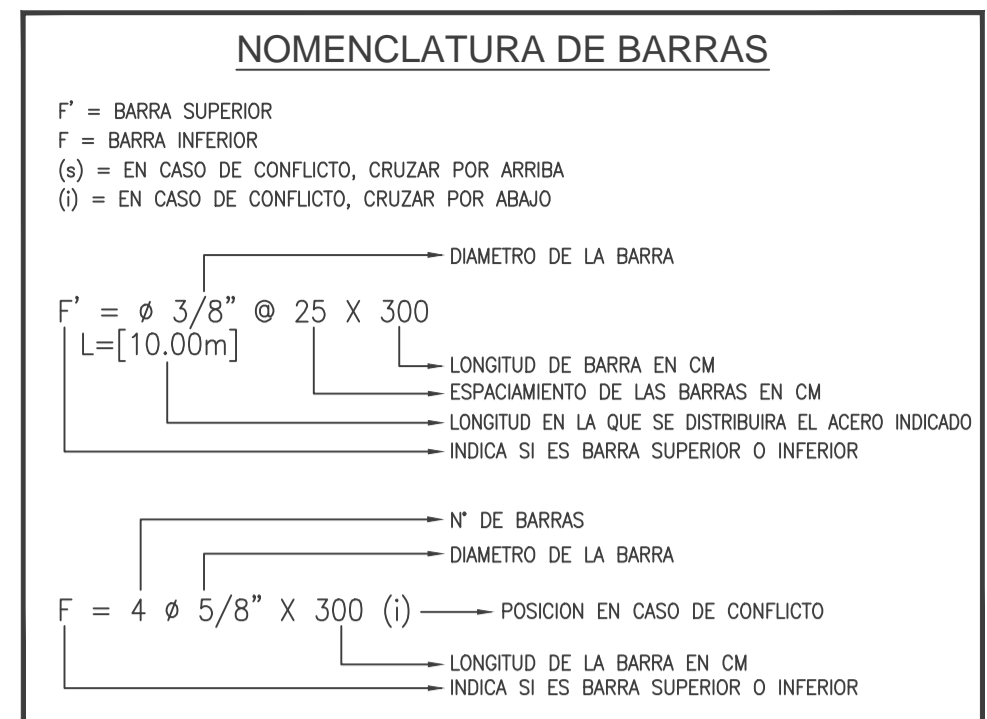 NOMENCLATURA DE BARRAS
F' = BARRA SUPERIOR
F = BARRA INFERIOR
(s) = EN CASO DE CONFLICTO, CRUZAR POR ARRIBA
(i) = EN CASO DE CONFLICTO, CRUZAR POR ABAJO
DIAMETRO DE LA BARRA
F' = ø 3/8" @ 25 X 300
L=[10.00m]
LONGITUD DE BARRA EN CM
ESPACIAMIENTO DE LAS BARRAS EN CM
LONGITUD EN LA QUE SE DISTRIBUIRA EL ACERO INDICADO
INDICA SI ES BARRA SUPERIOR O INFERIOR
N° DE BARRAS
DIAMETRO DE LA BARRA
F = 4 ø 5/8" X 300 (i) POSICION EN CASO DE CONFLICTO
LONGITUD DE LA BARRA EN CM
INDICA SI ES BARRA SUPERIOR O INFERIOR